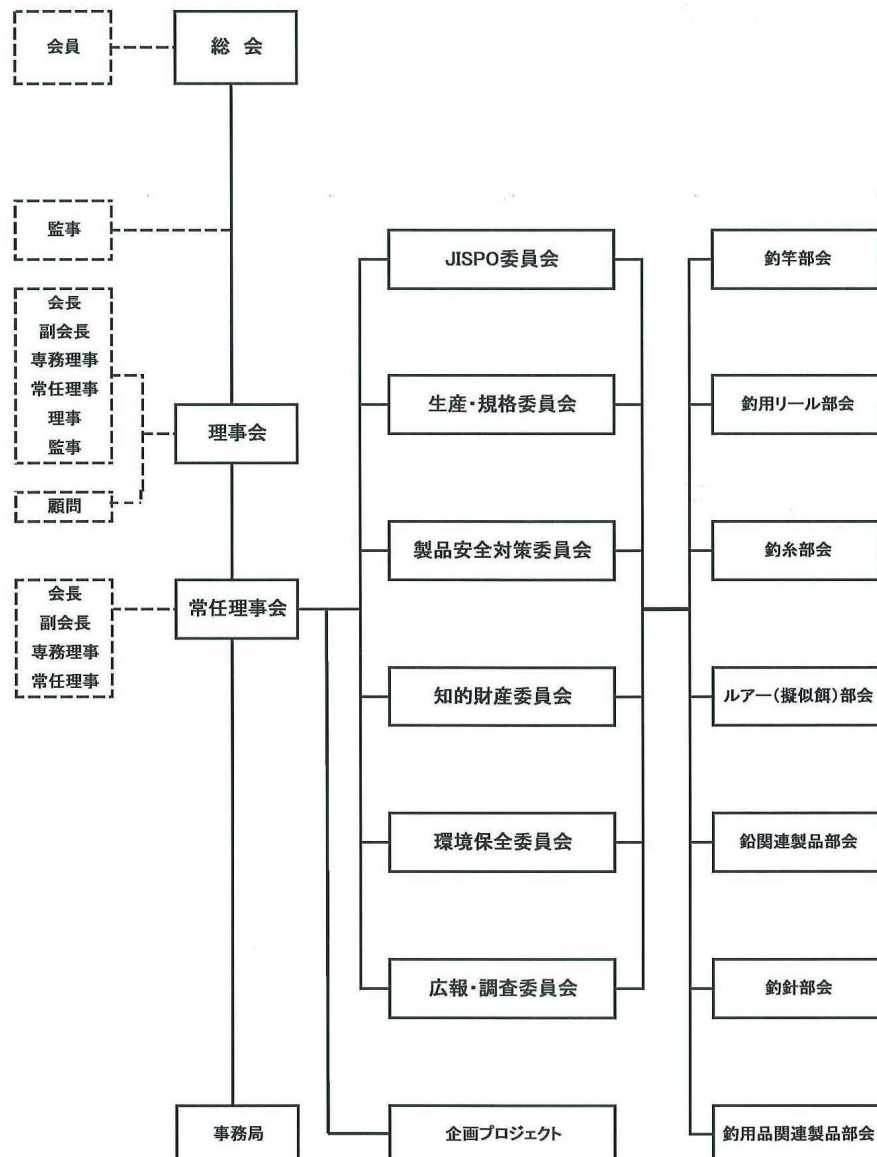 会員
総 会
監事
会長
副会長
専務理事
常任理事
理事
監事
理事会
顧問
会長
副会長
専務理事
常任理事
常任理事会
事務局
JISPO委員会
生産・規格委員会
製品安全対策委員会
知的財産委員会
環境保全委員会
広報・調査委員会
企画プロジェクト
釣竿部会
釣用リール部会
釣糸部会
ルアー(擬似餌)部会
鉛関連製品部会
釣針部会
釣用品関連製品部会